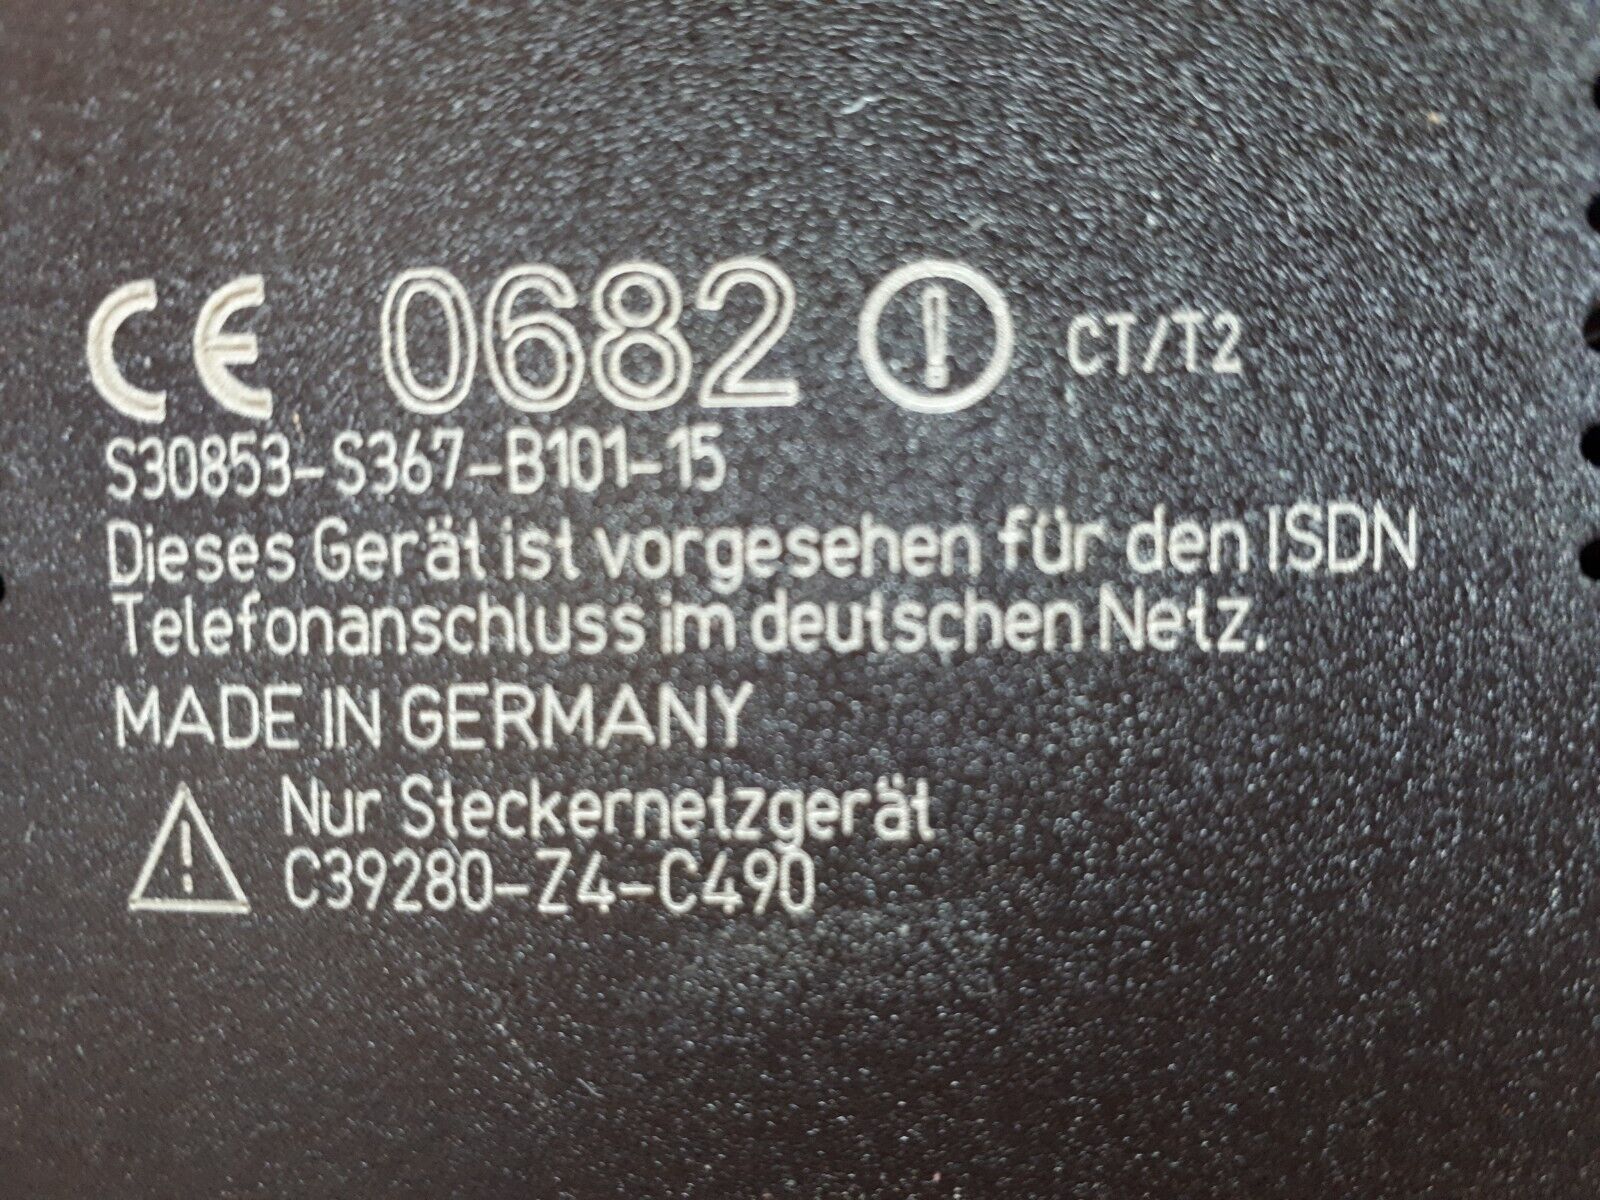 CE 0682 CT/T2
S30853-S367-B101-15
Dieses Gerät ist vorgesehen für den ISDN
Telefonanschluss im deutschen Netz.
MADE IN GERMANY
Nur Steckernetzgerät
C39280-Z4-C490